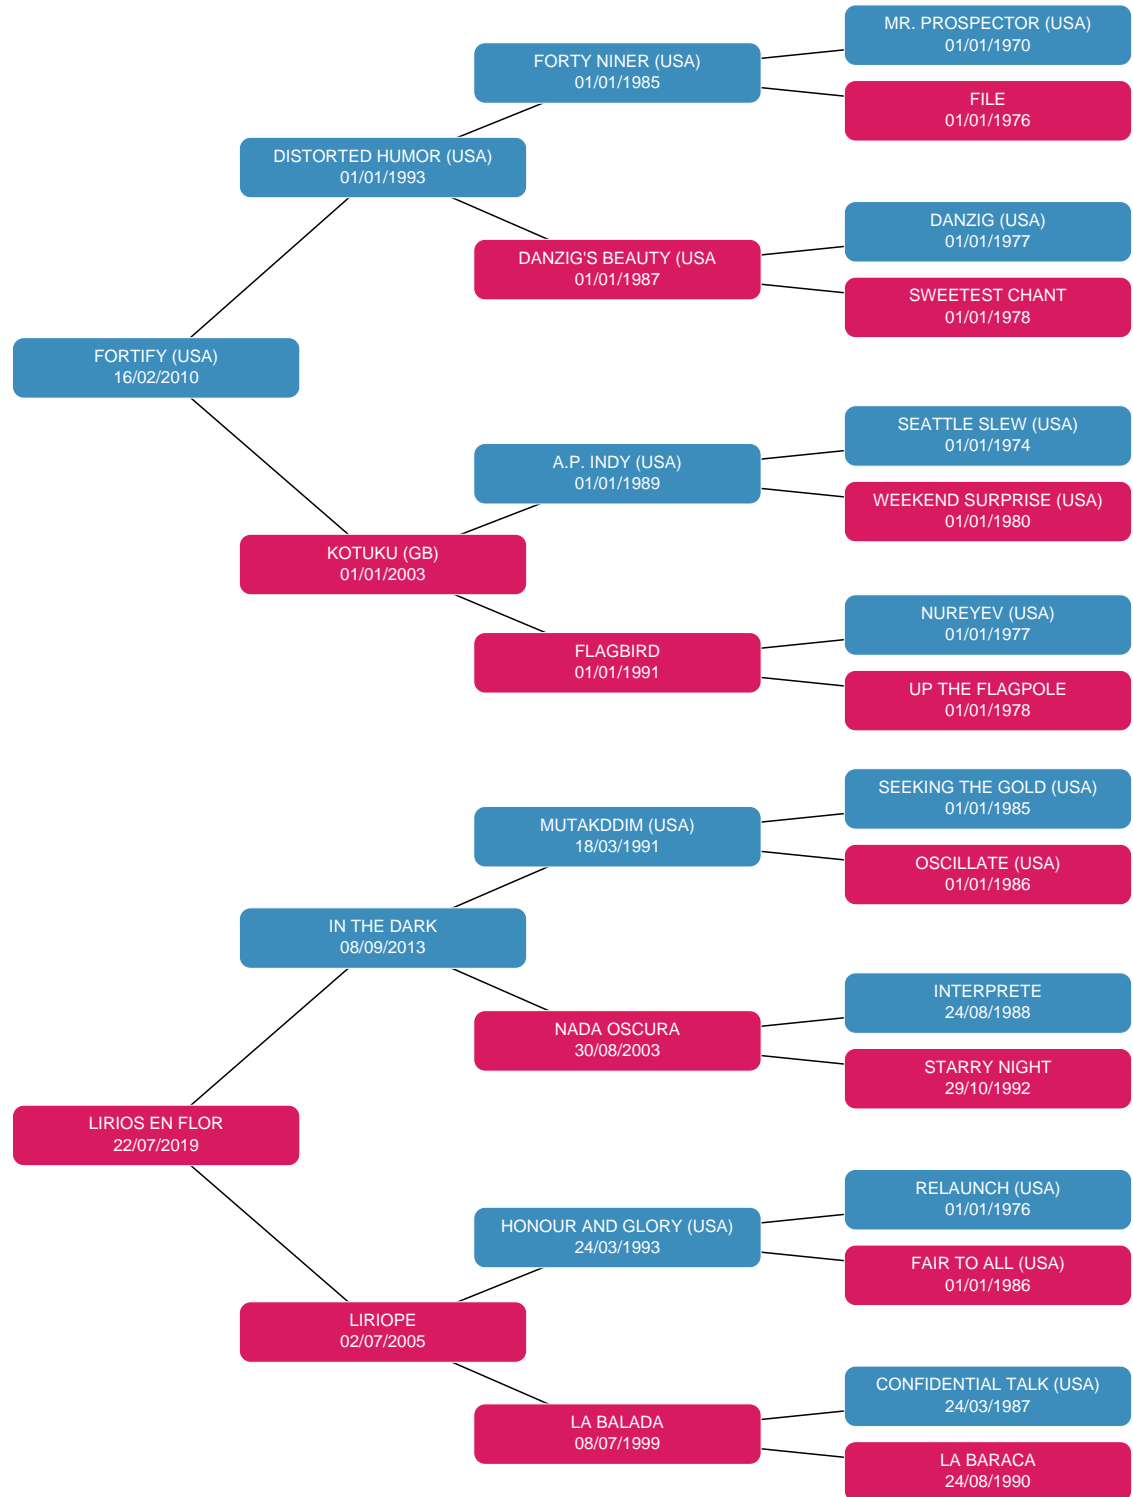 MR. PROSPECTOR (USA)
01/01/1970
FORTY NINER (USA)
01/01/1985
FILE
01/01/1976
DISTORTED HUMOR (USA)
01/01/1993
DANZIG (USA)
01/01/1977
DANZIG'S BEAUTY (USA
01/01/1987
SWEETEST CHANT
01/01/1978
FORTIFY (USA)
16/02/2010
SEATTLE SLEW (USA)
01/01/1974
A.P. INDY (USA)
01/01/1989
WEEKEND SURPRISE (USA)
01/01/1980
KOTUKU (GB)
01/01/2003
NUREYEV (USA)
01/01/1977
FLAGBIRD
01/01/1991
UP THE FLAGPOLE
01/01/1978
SEEKING THE GOLD (USA)
01/01/1985
MUTAKDDIM (USA)
18/03/1991
OSCILLATE (USA)
01/01/1986
IN THE DARK
08/09/2013
INTERPRETE
24/08/1988
NADA OSCURA
30/08/2003
STARRY NIGHT
29/10/1992
LIRIOS EN FLOR
22/07/2019
RELAUNCH (USA)
01/01/1976
HONOUR AND GLORY (USA)
24/03/1993
FAIR TO ALL (USA)
01/01/1986
LIRIOPE
02/07/2005
CONFIDENTIAL TALK (USA)
24/03/1987
LA BALADA
08/07/1999
LA BARACA
24/08/1990